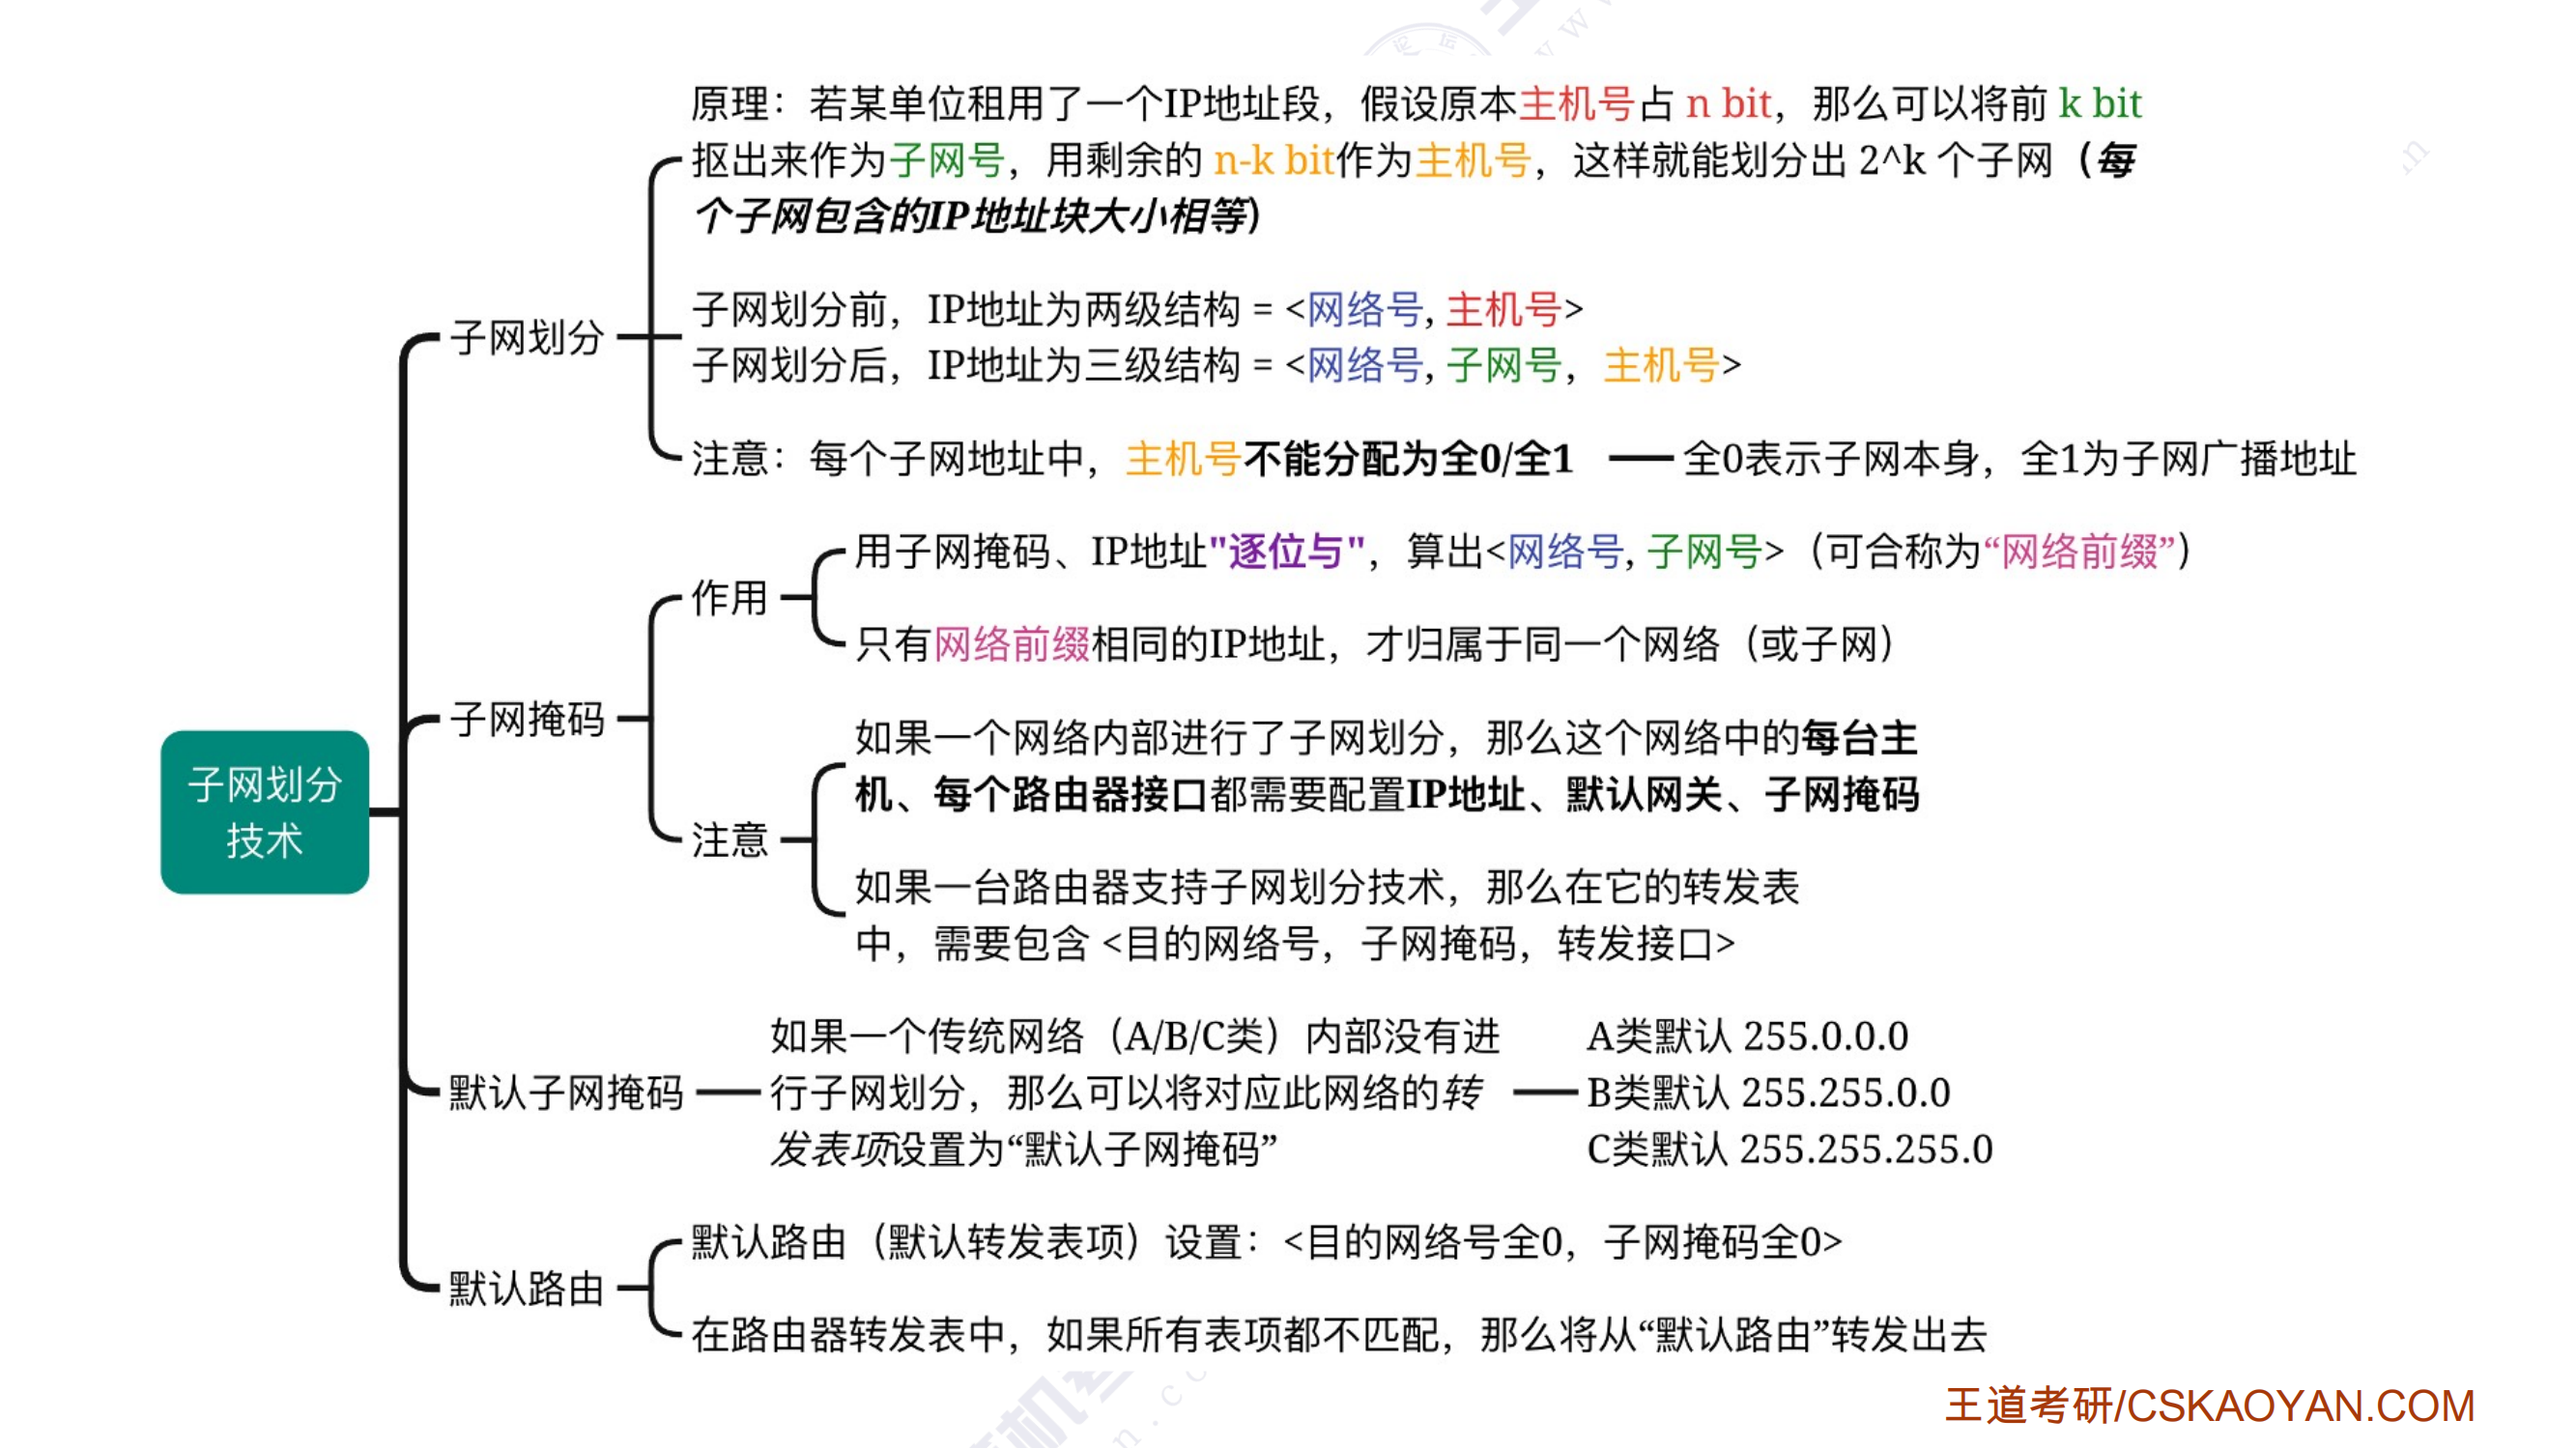 原理：若某单位租用了一个IP地址段，假设原本主机号占 n bit，那么可以将前 k bit
抠出来作为子网号，用剩余的 n-k bit作为主机号，这样就能划分出 2^k 个子网（每
个子网包含的IP地址块大小相等）
子网划分前，IP地址为两级结构 = <网络号, 主机号>
子网划分
子网划分后，IP地址为三级结构 = <网络号, 子网号，主机号>
注意：每个子网地址中，主机号不能分配为全0/全1
全0表示子网本身，全1为子网广播地址
用子网掩码、IP地址"逐位与"，算出<网络号, 子网号>（可合称为“网络前缀”）
作用
只有网络前缀相同的IP地址，才归属于同一个网络（或子网）
子网掩码
如果一个网络内部进行了子网划分，那么这个网络中的每台主
机、每个路由器接口都需要配置IP地址、默认网关、子网掩码
注意
如果一台路由器支持子网划分技术，那么在它的转发表
中，需要包含 <目的网络号，子网掩码，转发接口>
子网划分
技术
默认子网掩码
如果一个传统网络（A/B/C类）内部没有进
行子网划分，那么可以将对应此网络的转
发表项设置为“默认子网掩码”
A类默认 255.0.0.0
B类默认 255.255.0.0
C类默认 255.255.255.0
默认路由（默认转发表项）设置：<目的网络号全0，子网掩码全0>
默认路由
在路由器转发表中，如果所有表项都不匹配，那么将从“默认路由”转发出去
王道考研/CSKAOYAN.COM